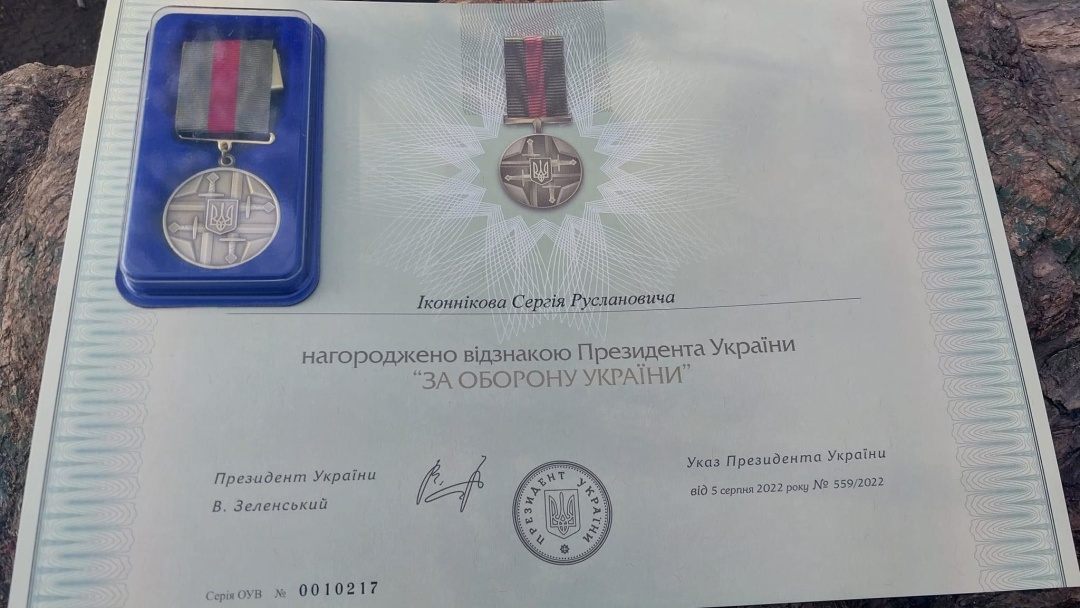 Іконнікова Сергія Руслановича
нагороджено відзнакою Президента України
“ЗА ОБОРОНУ УКРАЇНИ”
Президент України
В. Зеленський
ПРЕЗИДЕНТ УКРАЇНИ
Указ Президента України
від 5 серпня 2022 року № 559/2022
Серія ОУВ № 0010217